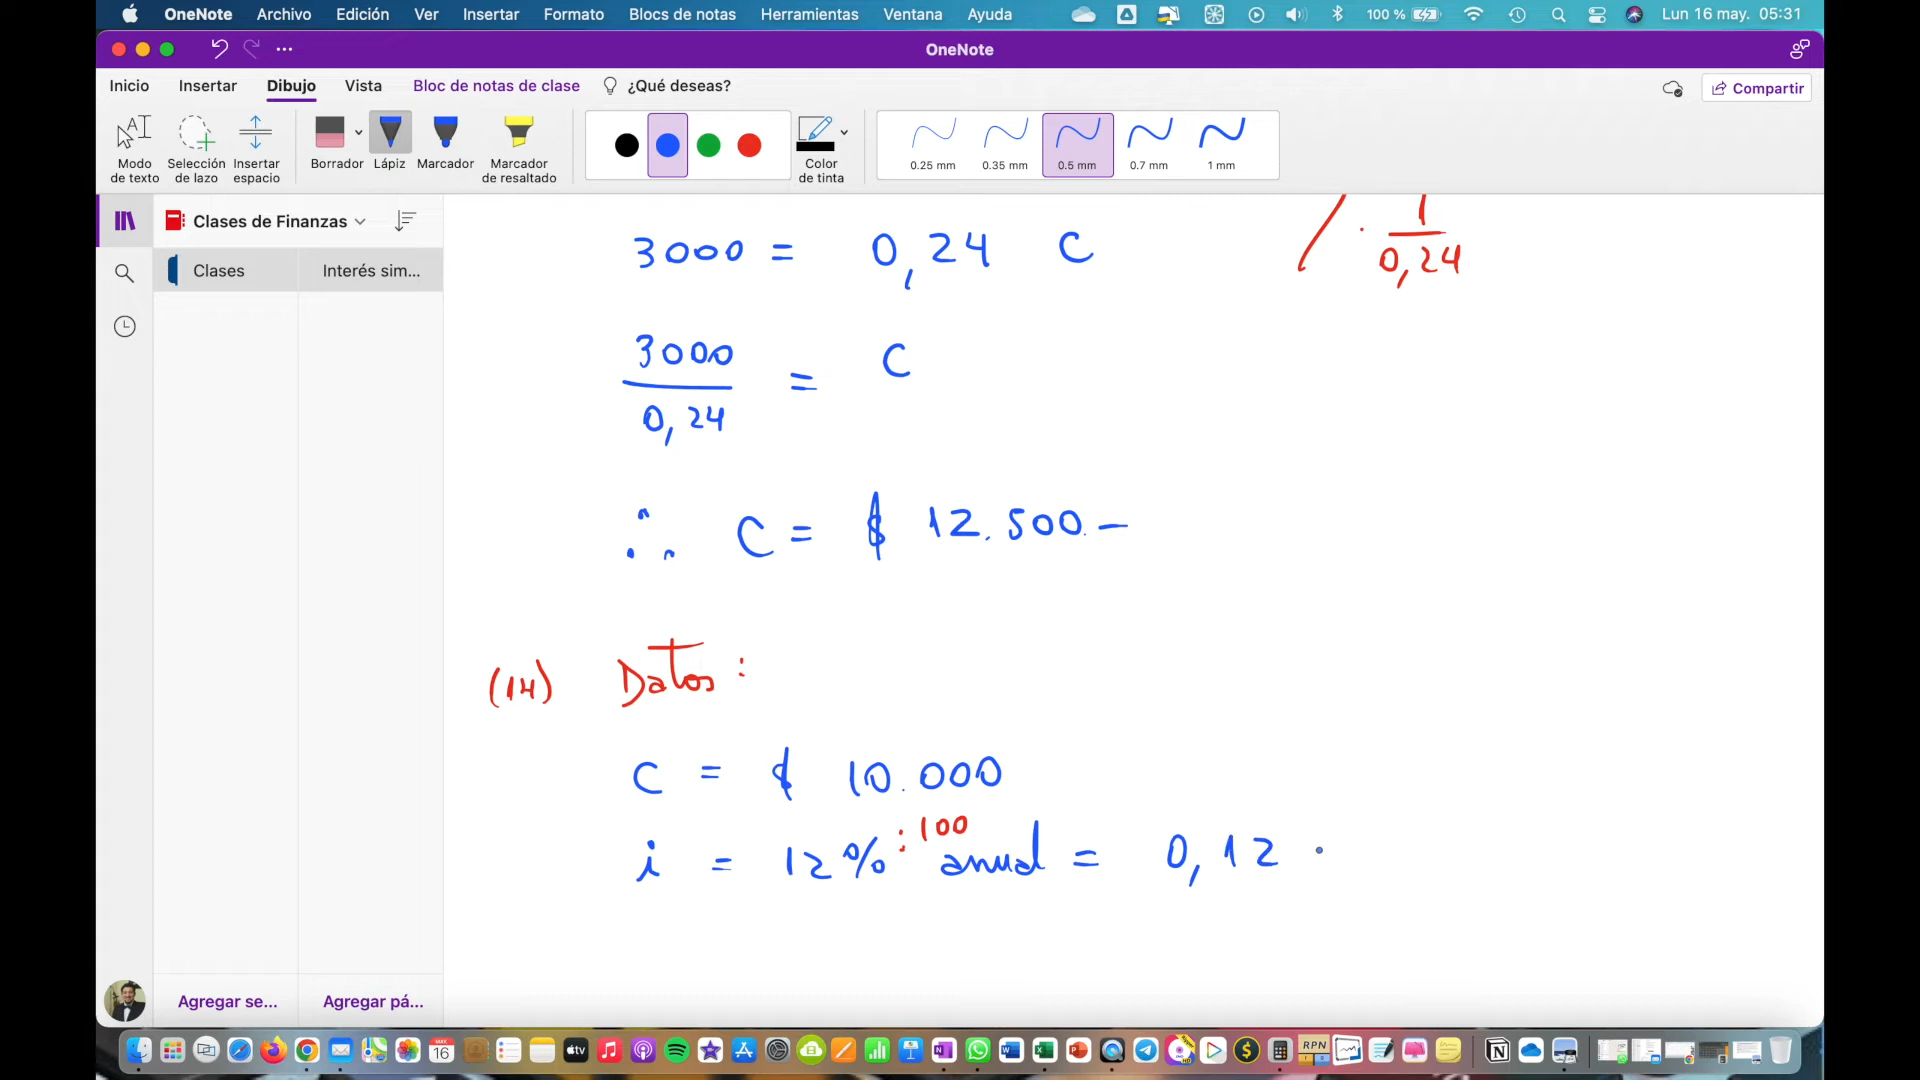 OneNote Archivo Edición Ver Insertar Formato Blocs de notas Herramientas Ventana Ayuda 100 % Lun 16 may. 05:31
OneNote
Inicio Insertar Dibujo Vista Bloc de notas de clase ¿Qué deseas? Compartir
Modo de texto
Selección de lazo
Insertar espacio
Borrador
Lápiz
Marcador
Marcador de resaltado
Color de tinta
0.25 mm 0.35 mm 0.5 mm 0.7 mm 1 mm
Clases de Finanzas
Clases Interés sim...
3000 = 0,24 C / · 1/0,24
3000/0,24 = C
∴ C = $ 12.500.-
(14) Datos:
C = $ 10.000
i = 12% :100 anual = 0,12
Agregar se... Agregar pá...
MAY 16 tv RPN